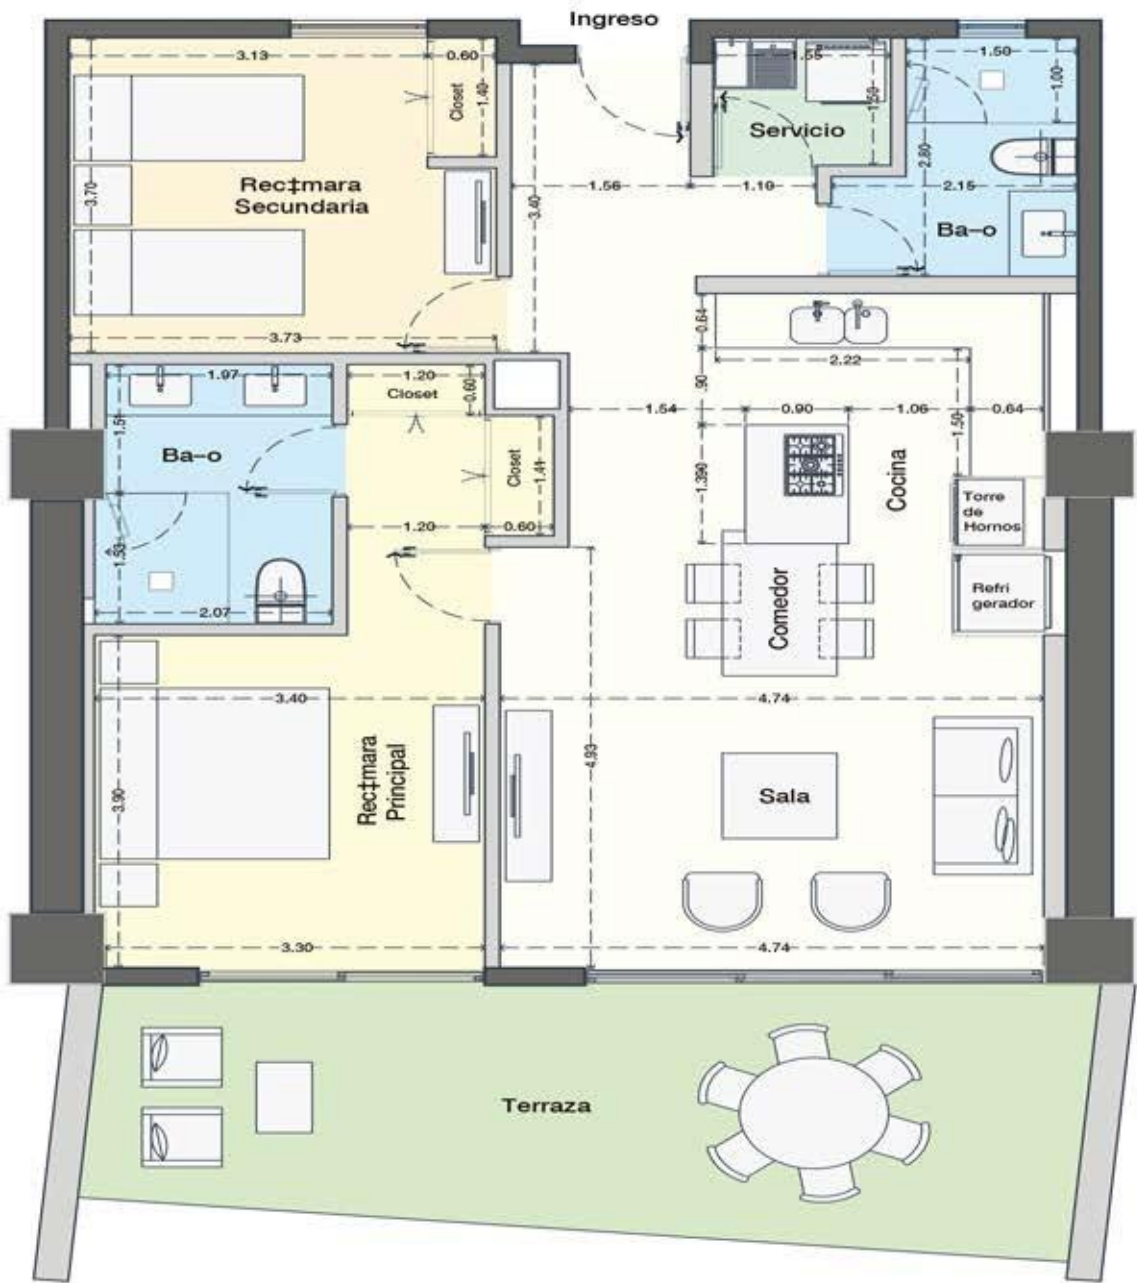 Ingreso
3.13
0.60
1.55
1.50
Closet
1.40
1.50
1.00
Servicio
Rec‡mara
Secundaria
3.70
3.40
1.56
1.10
2.80
2.15
Ba–o
3.73
0.64
2.22
1.97
1.20
Closet
0.60
.90
1.54
0.90
1.06
0.64
1.50
1.51
Ba–o
Closet
1.41
1.390
Cocina
Torre
de
Hornos
1.20
0.60
1.53
2.07
Comedor
Refri
gerador
3.40
4.74
Rec‡mara
Principal
3.90
4.93
Sala
3.30
4.74
Terraza